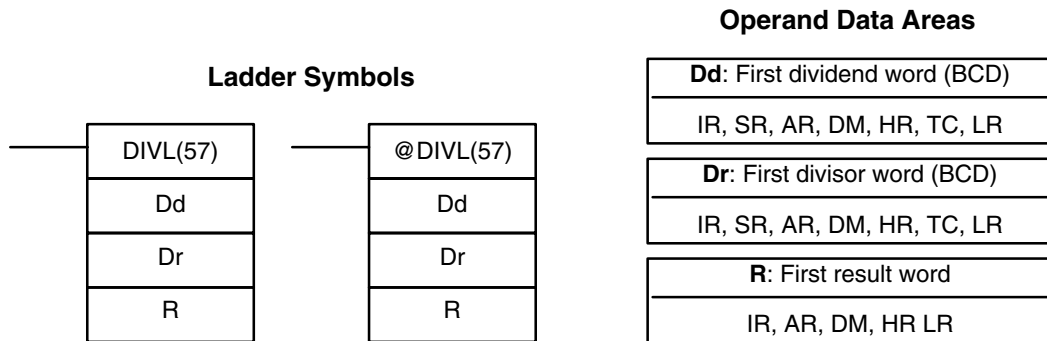 Ladder Symbols
DIVL(57)
Dd
Dr
R
@DIVL(57)
Dd
Dr
R
Operand Data Areas
Dd: First dividend word (BCD)
IR, SR, AR, DM, HR, TC, LR
Dr: First divisor word (BCD)
IR, SR, AR, DM, HR, TC, LR
R: First result word
IR, AR, DM, HR LR